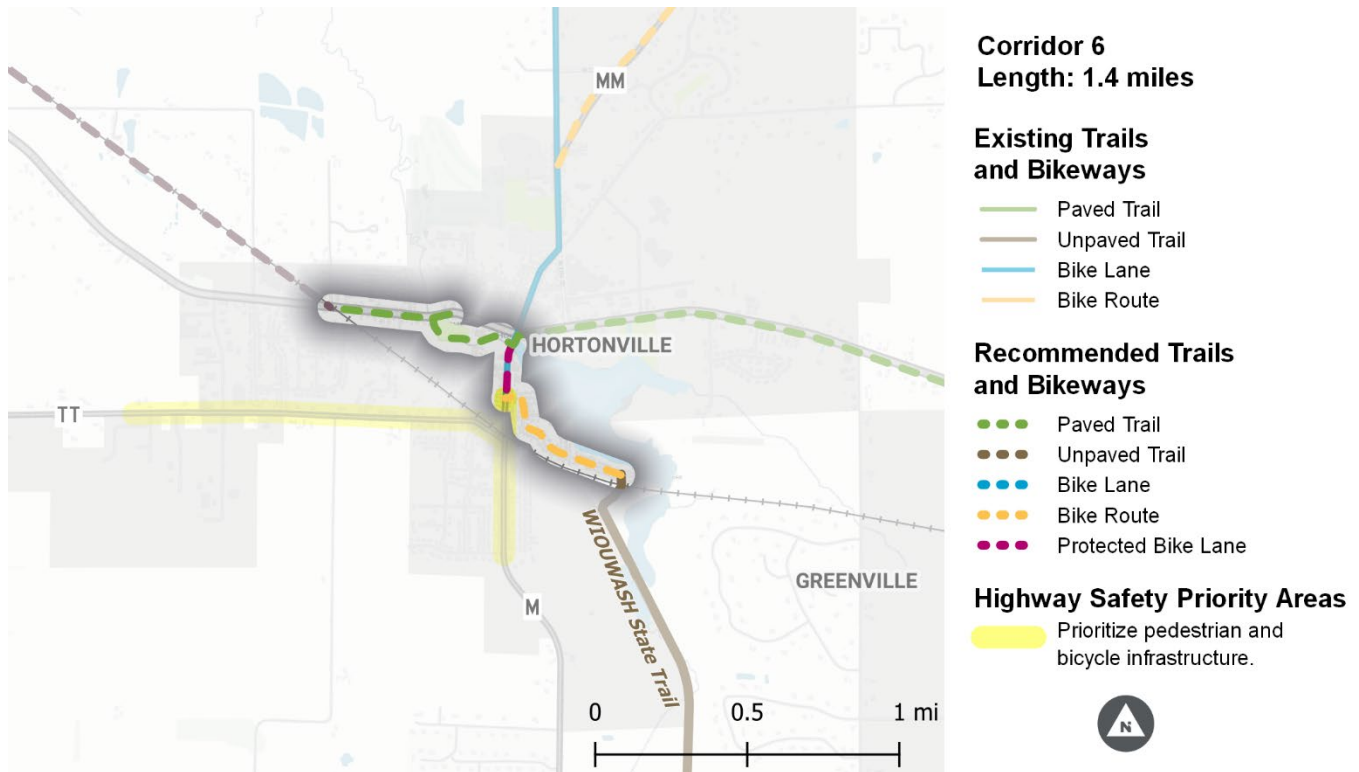 MM
HORTONVILLE
TT
GREENVILLE
M
WIOUWASH State Trail
0 0.5 1 mi
Corridor 6
Length: 1.4 miles
Existing Trails
and Bikeways
Paved Trail
Unpaved Trail
Bike Lane
Bike Route
Recommended Trails
and Bikeways
Paved Trail
Unpaved Trail
Bike Lane
Bike Route
Protected Bike Lane
Highway Safety Priority Areas
Prioritize pedestrian and
bicycle infrastructure.
N